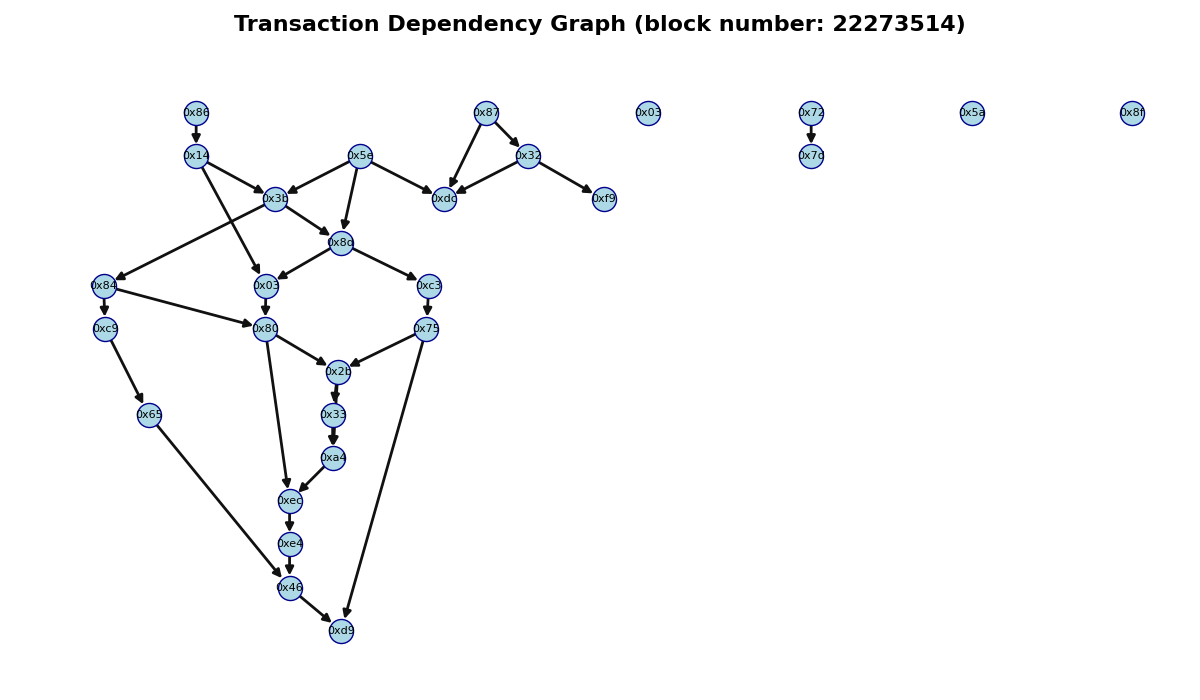 Transaction Dependency Graph (block number: 22273514)
0x86
0x87
0x03
0x72
0x5a
0x8f
0x14
0x5e
0x32
0x7d
0x3b
0xdc
0xf9
0x84
0x03
0xc3
0xc9
0x80
0x75
0x2b
0x65
0x33
0xa4
0xec
0xe4
0x46
0xd9